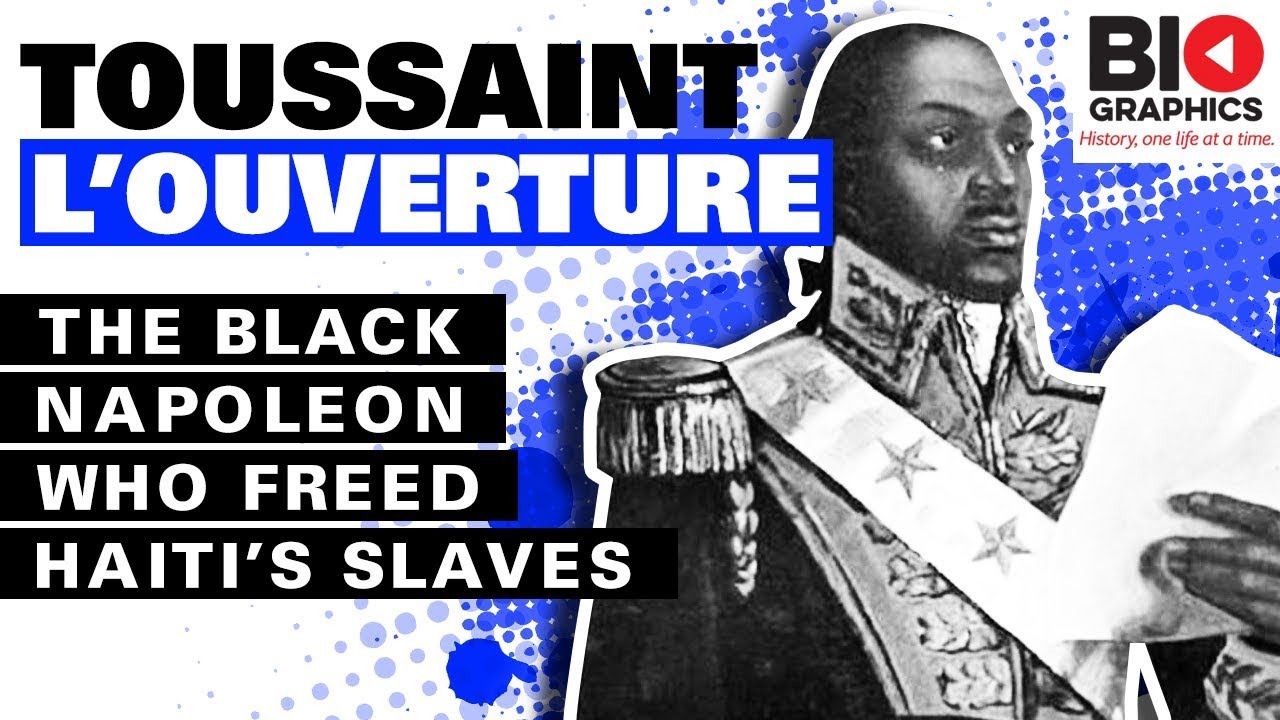 TOUSSAINT
L’OUVERTURE
THE BLACK
NAPOLEON
WHO FREED
HAITI’S SLAVES
BIO
GRAPHICS
History, one life at a time.